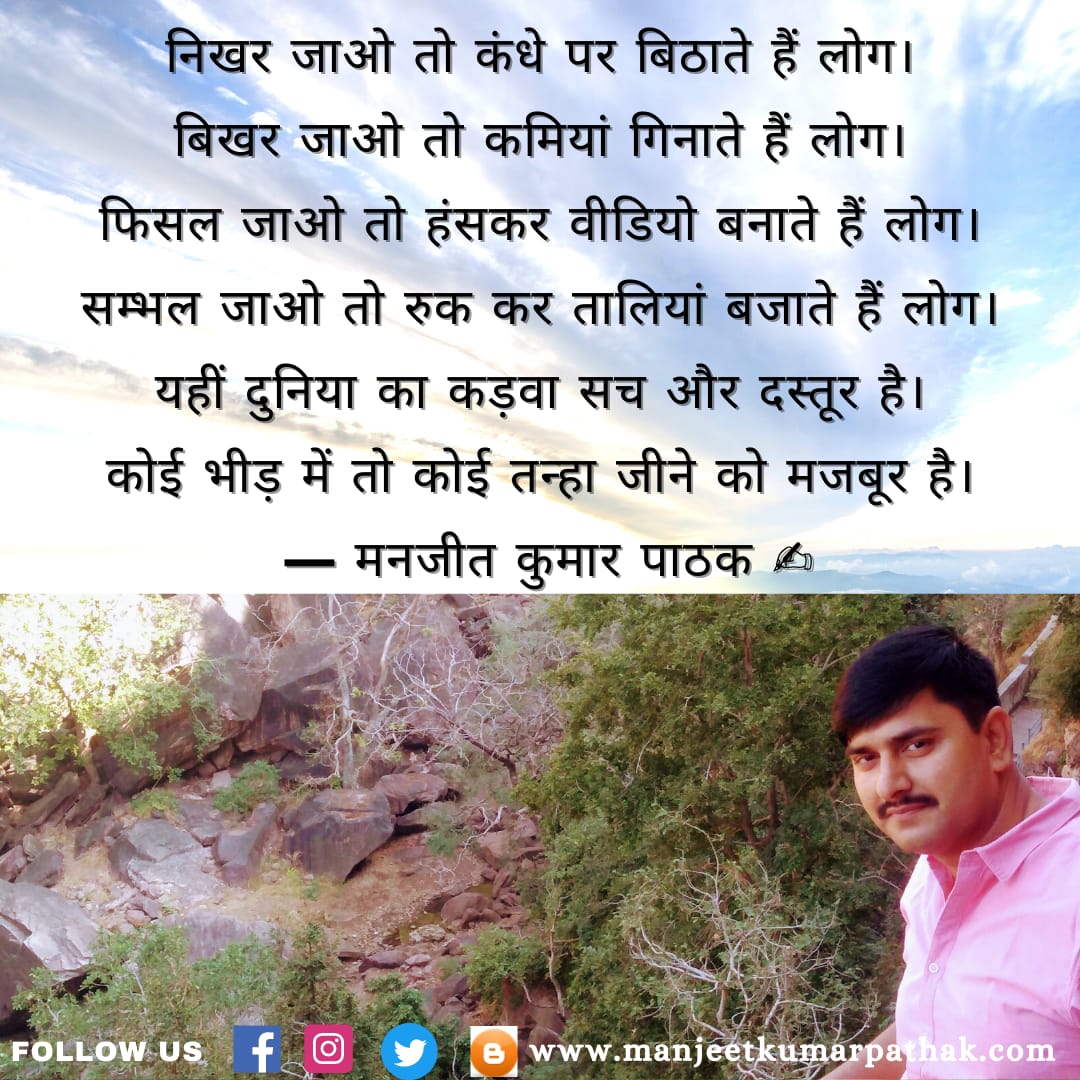 निखर जाओ तो कंधे पर बिठाते हैं लोग।
बिखर जाओ तो कमियां गिनाते हैं लोग।
फिसल जाओ तो हंसकर वीडियो बनाते हैं लोग।
सम्भल जाओ तो रुक कर तालियां बजाते हैं लोग।
यहीं दुनिया का कड़वा सच और दस्तूर है।
कोई भीड़ में तो कोई तन्हा जीने को मजबूर है।
— मनजीत कुमार पाठक ✍
FOLLOW US www.manjeetkumarpathak.com